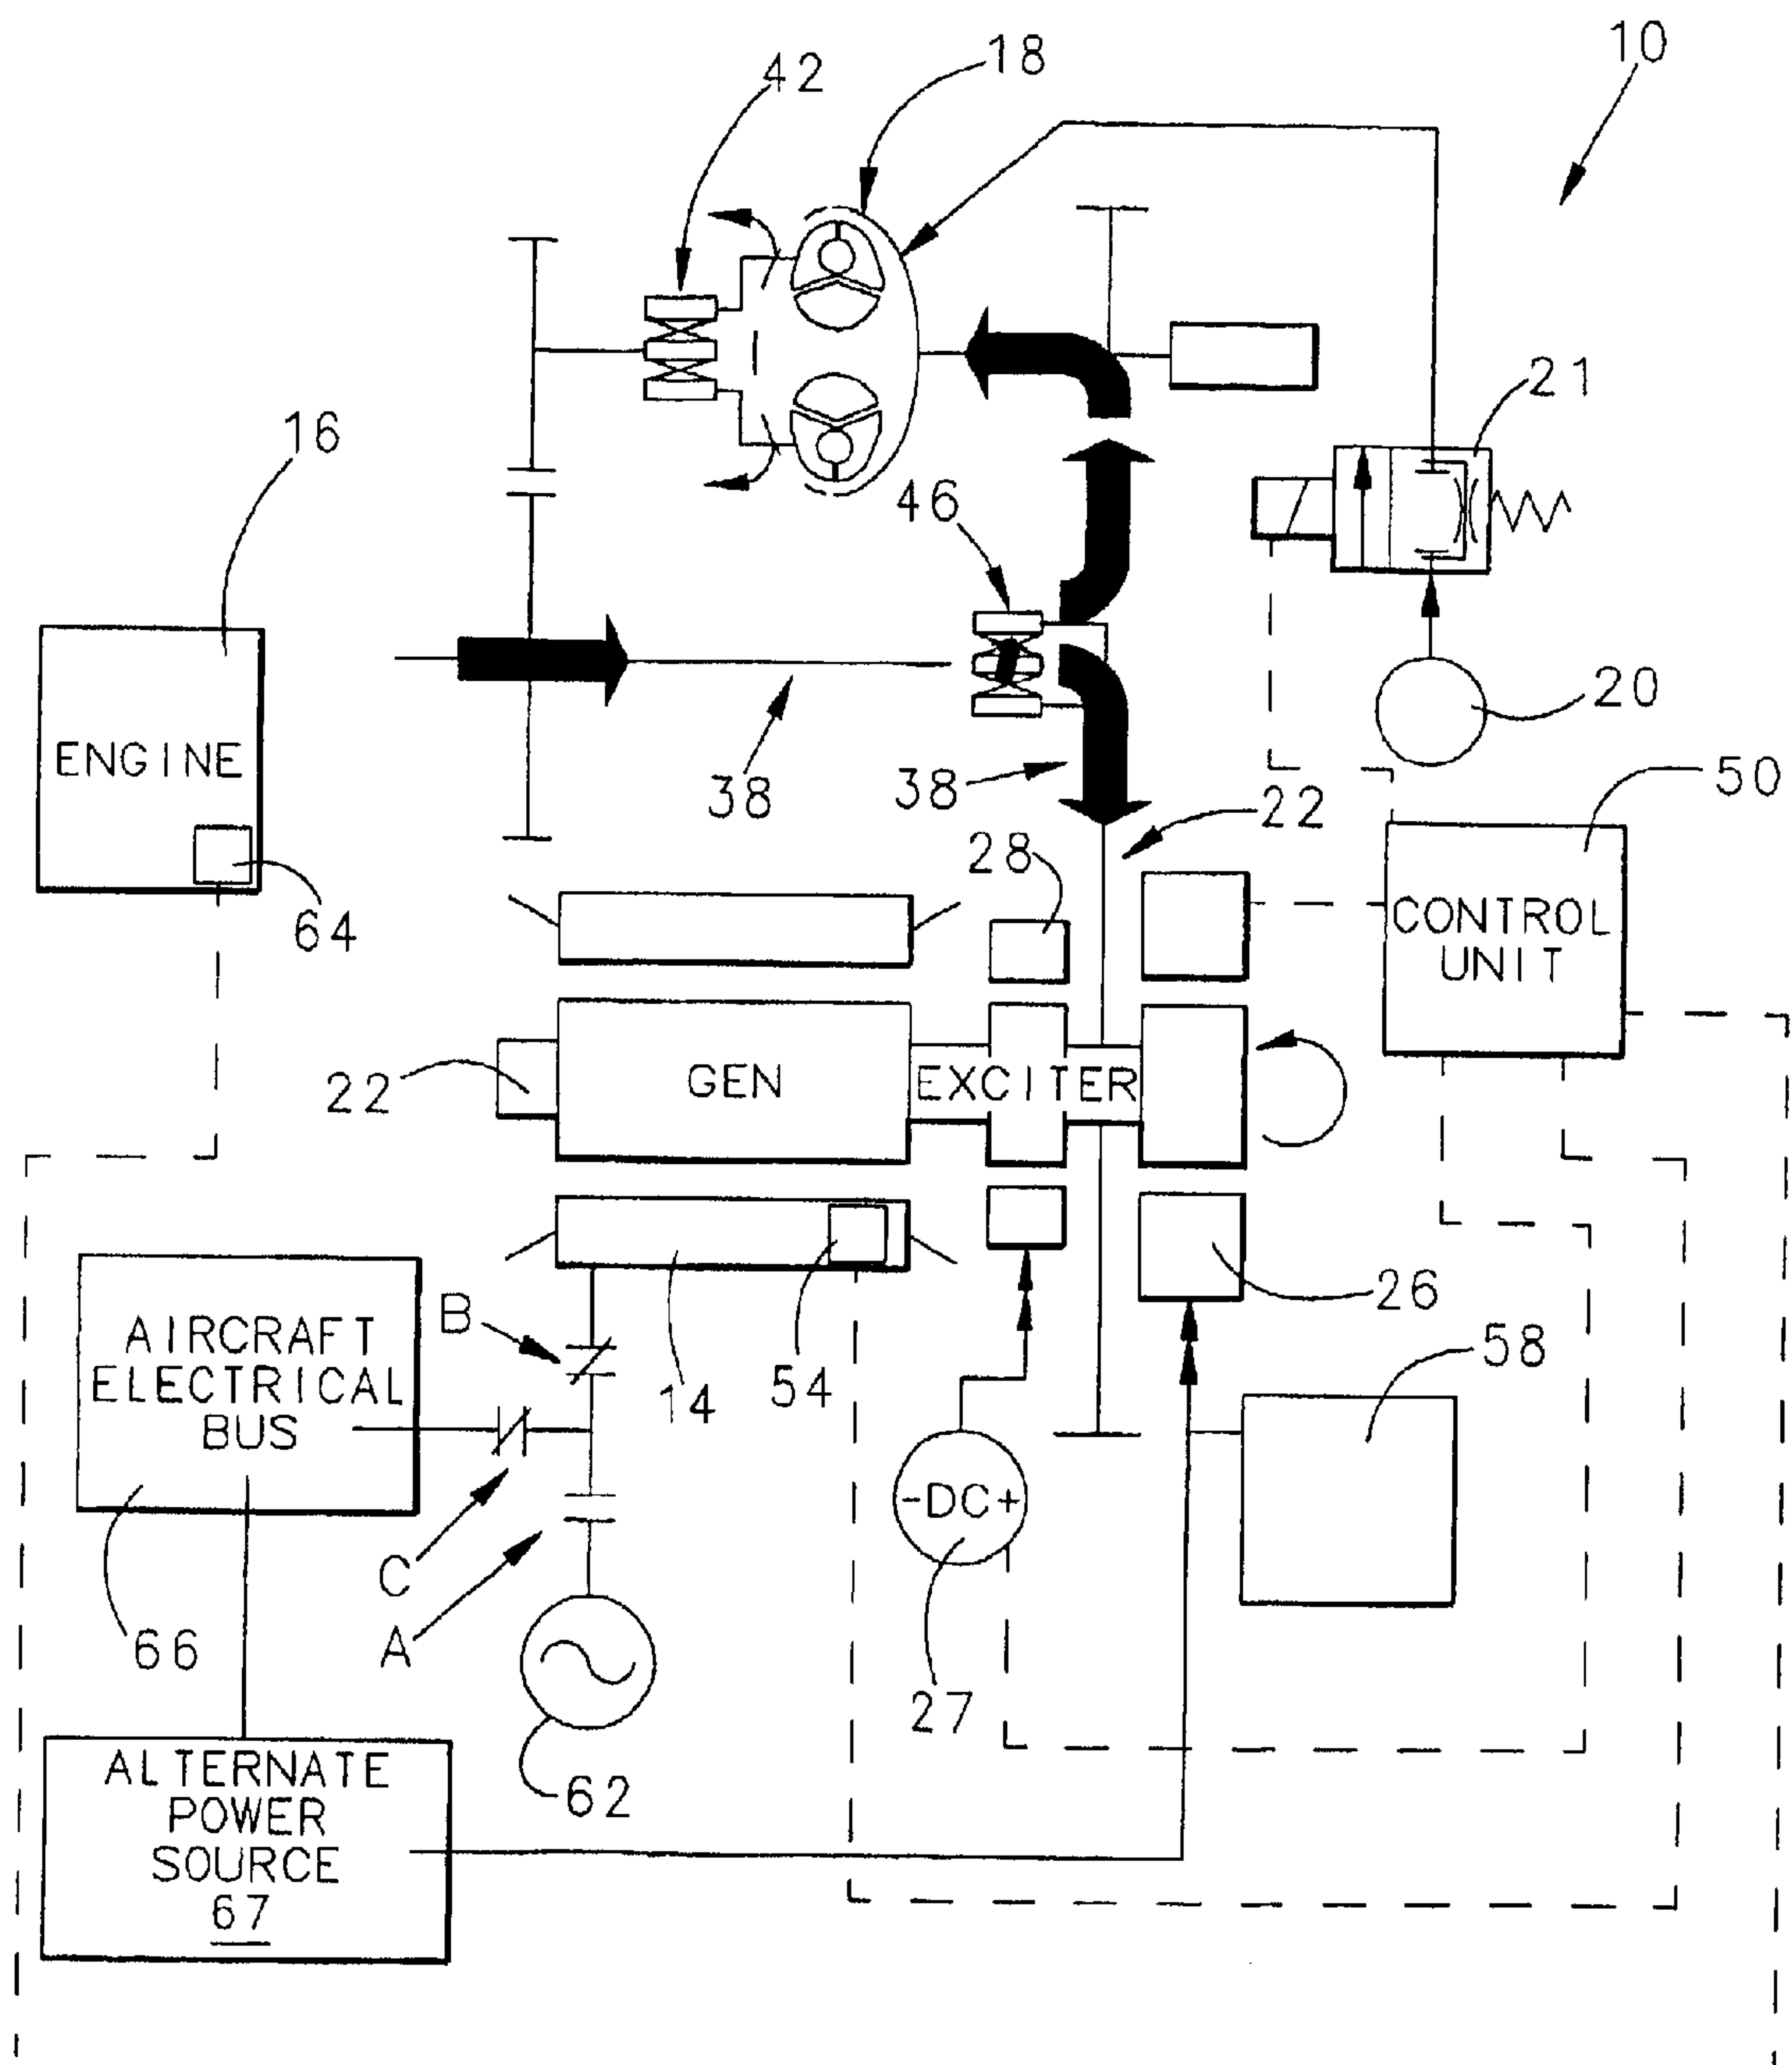 10
18
42
21
16
46
20
ENGINE
38
38
22
50
28
64
CONTROL
UNIT
22
GEN
EXCITER
26
B
AIRCRAFT
ELECTRICAL
BUS
14
54
58
-DC+
C
A
66
27
62
ALTERNATE
POWER
SOURCE
67